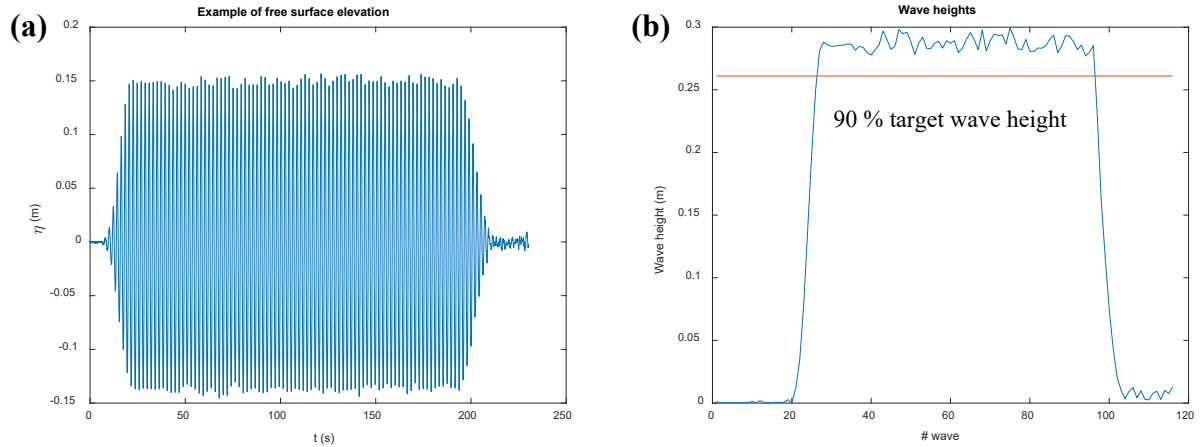 (a)
Example of free surface elevation
0.2
0.15
0.1
0.05
0
-0.05
-0.1
-0.15
η (m)
0 50 100 150 200 250
t (s)
(b)
Wave heights
0.3
0.25
0.2
0.15
0.1
0.05
0
Wave height (m)
90 % target wave height
0 20 40 60 80 100 120
# wave